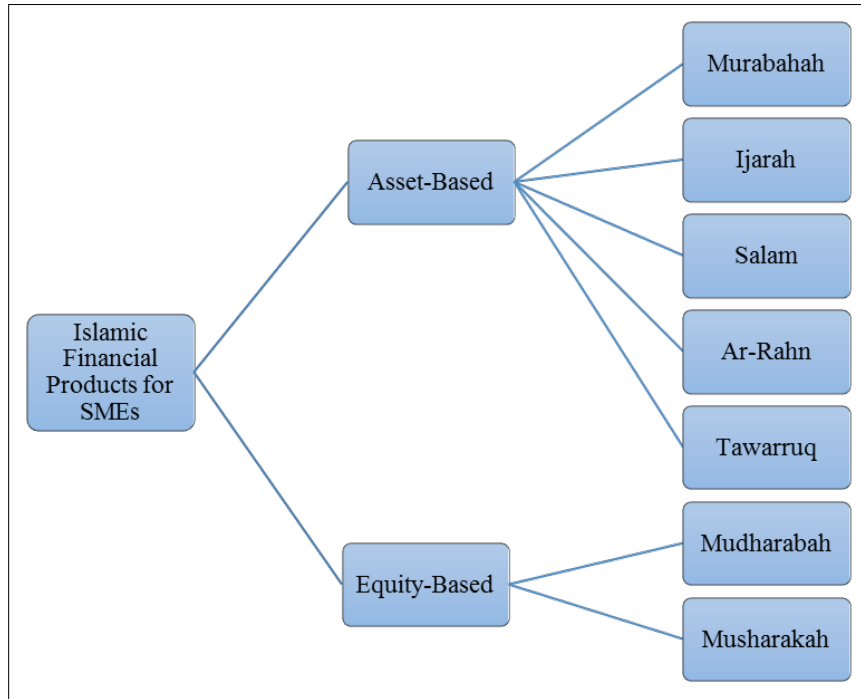 Islamic
Financial
Products for
SMEs
Asset-Based
Equity-Based
Murabahah
Ijarah
Salam
Ar-Rahn
Tawarruq
Mudharabah
Musharakah